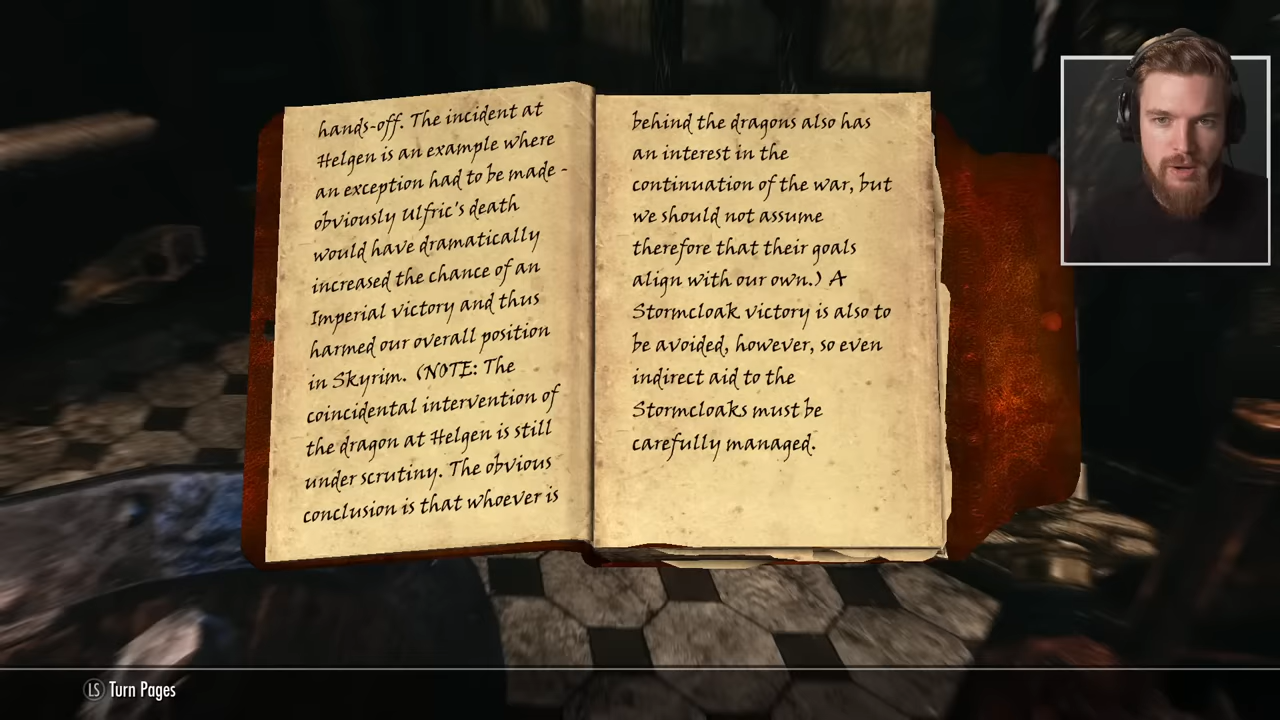 hands-off. The incident at
Helgen is an example where
an exception had to be made -
obviously Ulfric's death
would have dramatically
increased the chance of an
Imperial victory and thus
harmed our overall position
in Skyrim. (NOTE: The
coincidental intervention of
the dragon at Helgen is still
under scrutiny. The obvious
conclusion is that whoever is
behind the dragons also has
an interest in the
continuation of the war, but
we should not assume
therefore that their goals
align with our own.) A
Stormcloak victory is also to
be avoided, however, so even
indirect aid to the
Stormcloaks must be
carefully managed.
LS Turn Pages